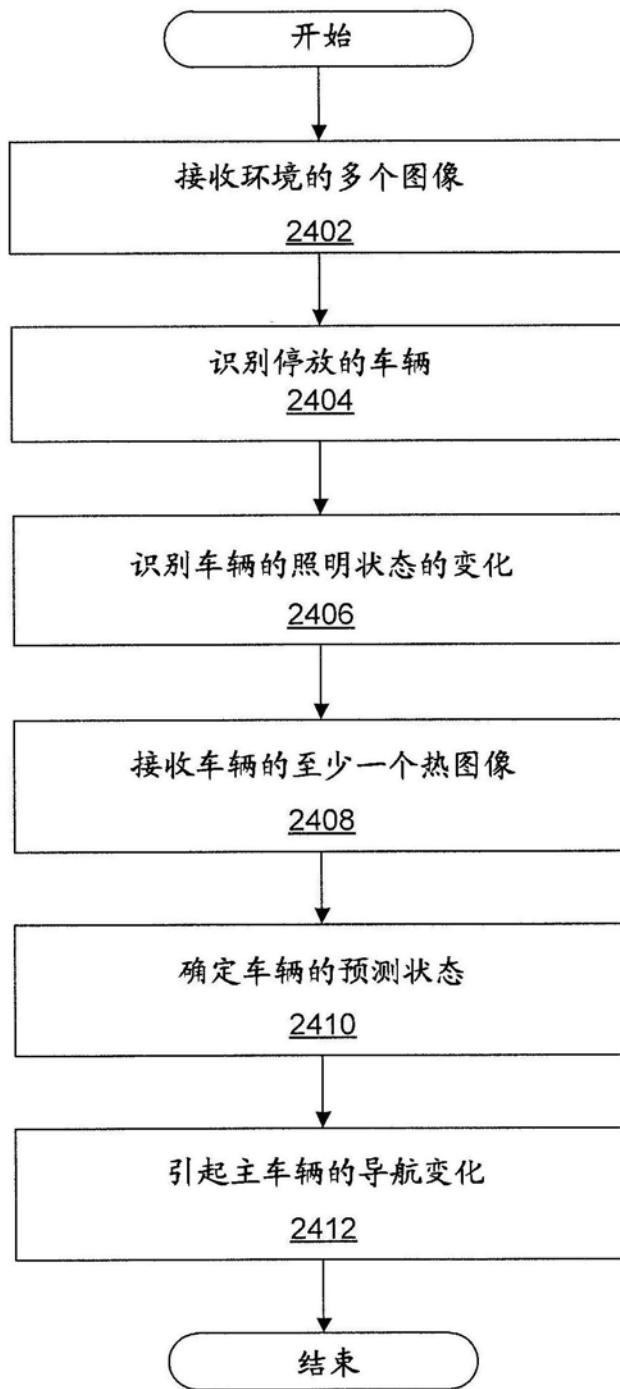 开始
接收环境的多个图像
2402
识别停放的车辆
2404
识别车辆的照明状态的变化
2406
接收车辆的至少一个热图像
2408
确定车辆的预测状态
2410
引起主车辆的导航变化
2412
结束